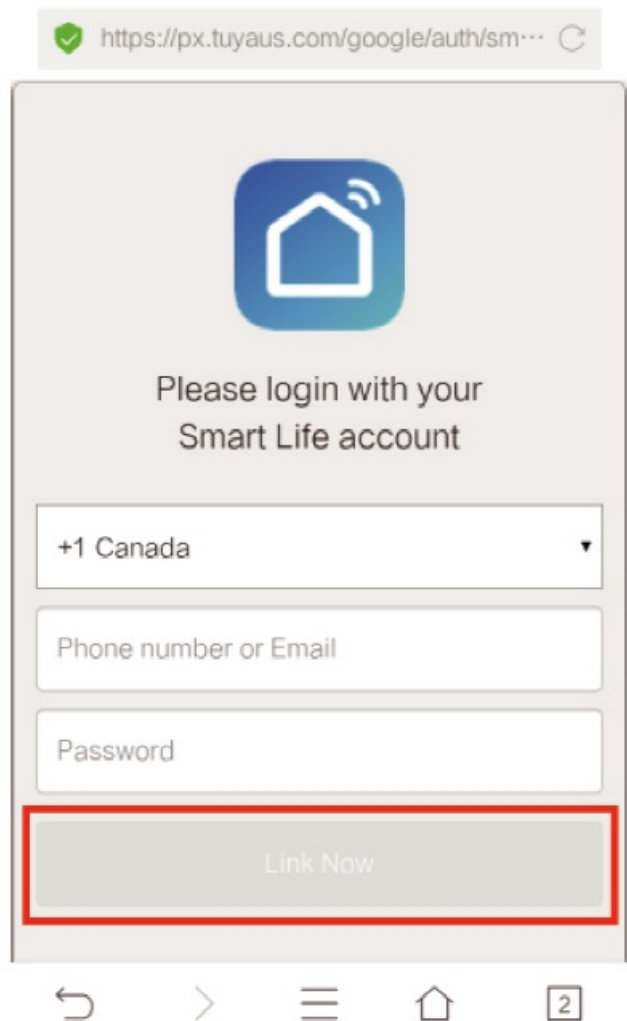 https://px.tuyaus.com/google/auth/sm···
Please login with your
Smart Life account
+1 Canada
Phone number or Email
Password
Link Now
2